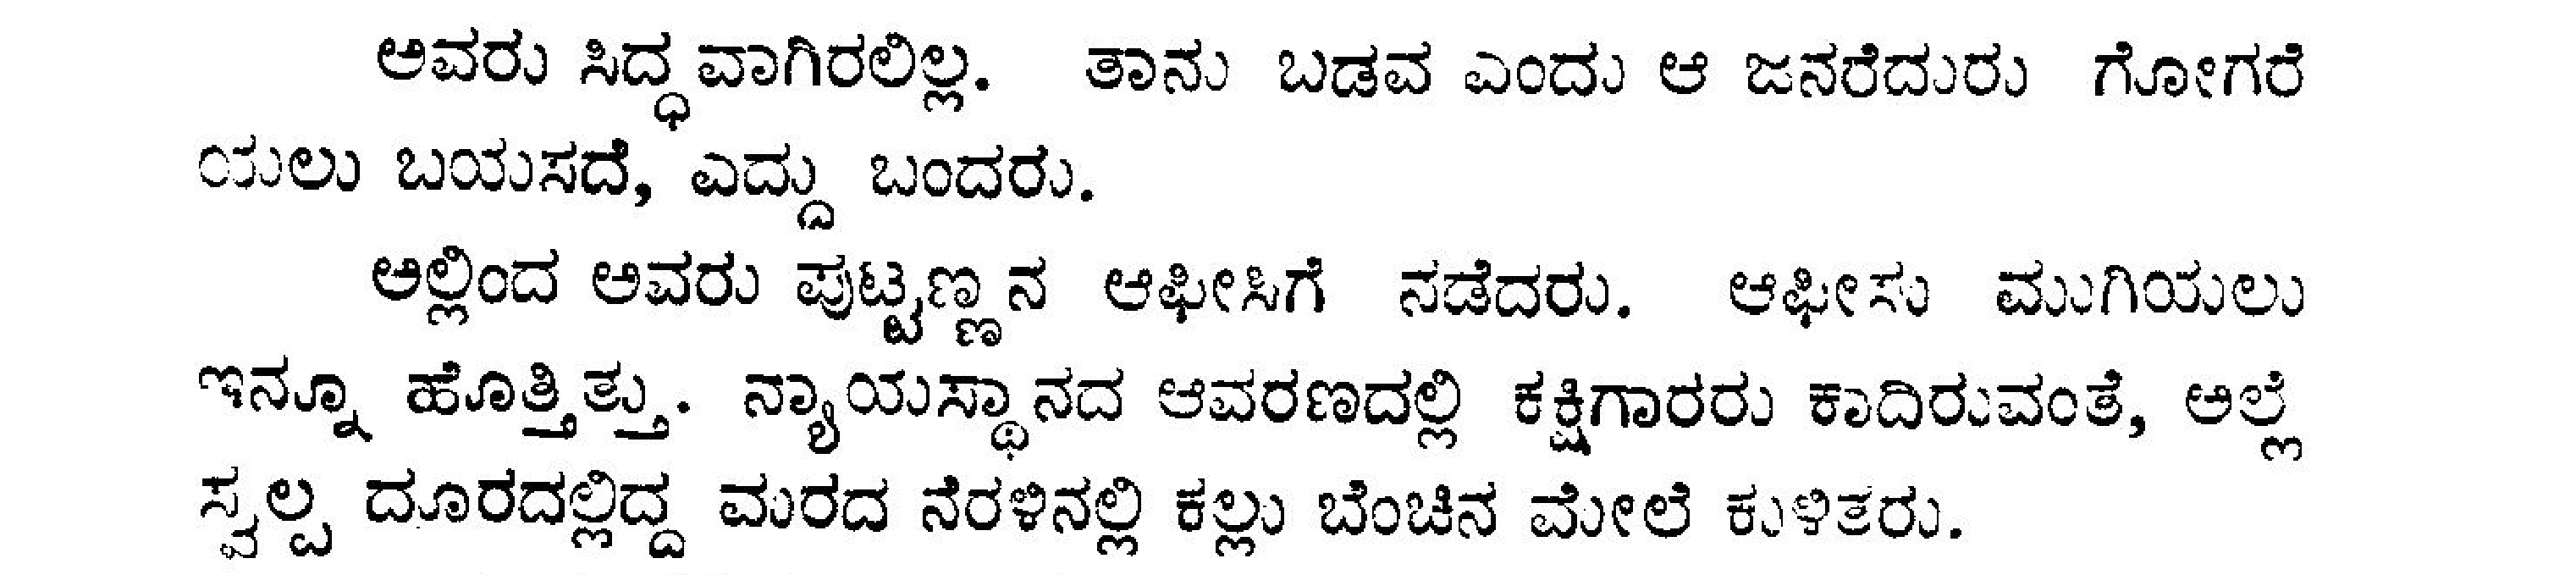 ಅವರು ಸಿದ್ಧವಾಗಿರಲಿಲ್ಲ. ತಾನು ಬಡವ ಎಂದು ಆ ಜನರೆದುರು ಗೋಗರೆ
ಯಲು ಬಯಸದೆ, ಎದ್ದು ಬಂದರು.
ಅಲ್ಲಿಂದ ಅವರು ಪುಟ್ಟಣ್ಣನ ಆಫೀಸಿಗೆ ನಡೆದರು. ಆಫೀಸು ಮುಗಿಯಲು
ಇನ್ನೂ ಹೊತ್ತಿತ್ತು. ನ್ಯಾಯಸ್ಥಾನದ ಆವರಣದಲ್ಲಿ ಕಕ್ಷಿಗಾರರು ಕಾದಿರುವಂತೆ, ಅಲ್ಲೆ
ಸ್ವಲ್ಪ ದೂರದಲ್ಲಿದ್ದ ಮರದ ನೆರಳಿನಲ್ಲಿ ಕಲ್ಲು ಬೆಂಚಿನ ಮೇಲೆ ಕುಳಿತರು.